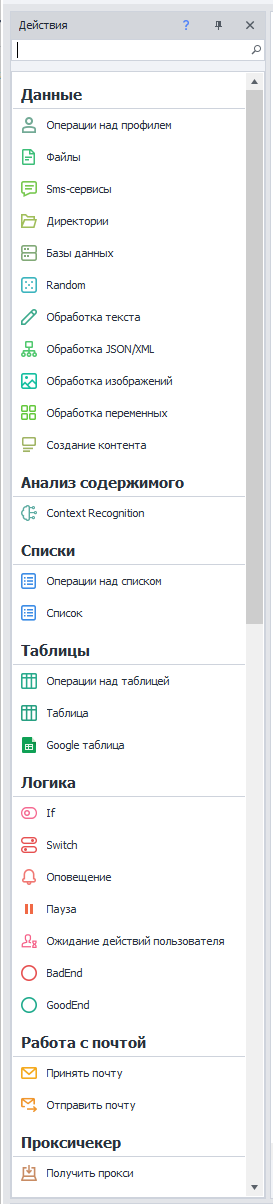 Действия
?
Данные
Операции над профилем
Файлы
Sms-сервисы
Директории
Базы данных
Random
Обработка текста
Обработка JSON/XML
Обработка изображений
Обработка переменных
Создание контента
Анализ содержимого
Context Recognition
Списки
Операции над списком
Список
Таблицы
Операции над таблицей
Таблица
Google таблица
Логика
If
Switch
Оповещение
Пауза
Ожидание действий пользователя
BadEnd
GoodEnd
Работа с почтой
Принять почту
Отправить почту
Проксичекер
Получить прокси